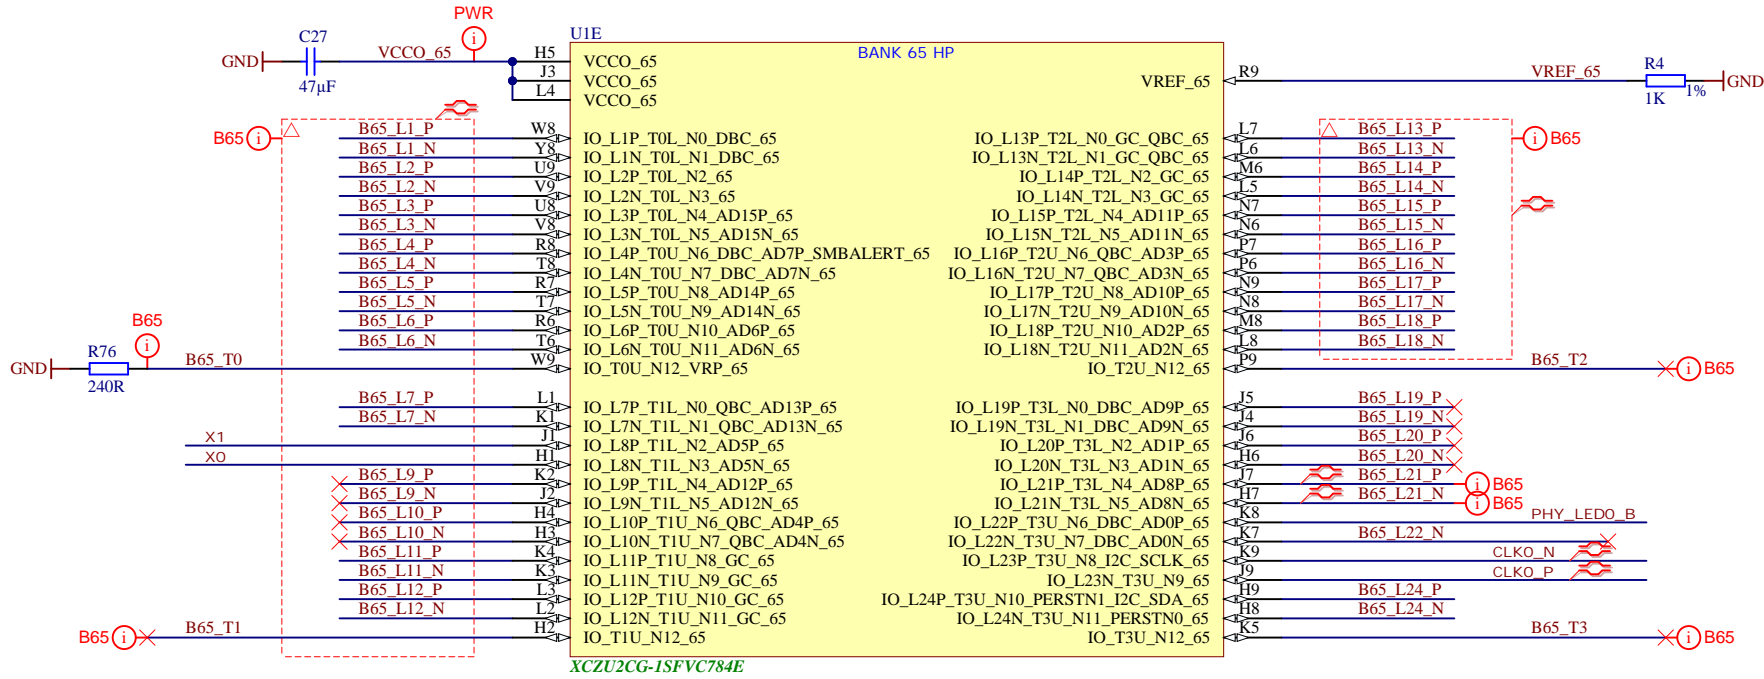 PWR
U1E
BANK 65 HP
C27
GND
47µF
VCCO_65
H5
VCCO_65
J3
VCCO_65
L4
VCCO_65
VREF_65
R9
VREF_65
R4
1K
1%
GND
B65
i
B65_L1_P
W8
IO_L1P_T0L_N0_DBC_65
B65_L1_N
Y8
IO_L1N_T0L_N1_DBC_65
B65_L2_P
U9
IO_L2P_T0L_N2_65
B65_L2_N
V9
IO_L2N_T0L_N3_65
B65_L3_P
U8
IO_L3P_T0L_N4_AD15P_65
B65_L3_N
V8
IO_L3N_T0L_N5_AD15N_65
B65_L4_P
R8
IO_L4P_T0U_N6_DBC_AD7P_SMBALERT_65
B65_L4_N
T8
IO_L4N_T0U_N7_DBC_AD7N_65
B65_L5_P
R7
IO_L5P_T0U_N8_AD14P_65
B65_L5_N
T7
IO_L5N_T0U_N9_AD14N_65
B65_L6_P
R6
IO_L6P_T0U_N10_AD6P_65
B65_L6_N
T6
IO_L6N_T0U_N11_AD6N_65
B65
i
GND
R76
240R
B65_T0
W9
IO_T0U_N12_VRP_65
B65_L7_P
L1
IO_L7P_T1L_N0_QBC_AD13P_65
B65_L7_N
K1
IO_L7N_T1L_N1_QBC_AD13N_65
X1
J1
IO_L8P_T1L_N2_AD5P_65
X0
H1
IO_L8N_T1L_N3_AD5N_65
B65_L9_P
K2
IO_L9P_T1L_N4_AD12P_65
B65_L9_N
J2
IO_L9N_T1L_N5_AD12N_65
B65_L10_P
H4
IO_L10P_T1U_N6_QBC_AD4P_65
B65_L10_N
H3
IO_L10N_T1U_N7_QBC_AD4N_65
B65_L11_P
K4
IO_L11P_T1U_N8_GC_65
B65_L11_N
K3
IO_L11N_T1U_N9_GC_65
B65_L12_P
L3
IO_L12P_T1U_N10_GC_65
B65_L12_N
L2
IO_L12N_T1U_N11_GC_65
B65
i
B65_T1
H2
IO_T1U_N12_65
IO_L13P_T2L_N0_GC_QBC_65
L7
B65_L13_P
i
B65
IO_L13N_T2L_N1_GC_QBC_65
L6
B65_L13_N
IO_L14P_T2L_N2_GC_65
M6
B65_L14_P
IO_L14N_T2L_N3_GC_65
L5
B65_L14_N
IO_L15P_T2L_N4_AD11P_65
N7
B65_L15_P
IO_L15N_T2L_N5_AD11N_65
N6
B65_L15_N
IO_L16P_T2U_N6_QBC_AD3P_65
P7
B65_L16_P
IO_L16N_T2U_N7_QBC_AD3N_65
P6
B65_L16_N
IO_L17P_T2U_N8_AD10P_65
N9
B65_L17_P
IO_L17N_T2U_N9_AD10N_65
N8
B65_L17_N
IO_L18P_T2U_N10_AD2P_65
M8
B65_L18_P
IO_L18N_T2U_N11_AD2N_65
L8
B65_L18_N
IO_T2U_N12_65
P9
B65_T2
i
B65
IO_L19P_T3L_N0_DBC_AD9P_65
J5
B65_L19_P
IO_L19N_T3L_N1_DBC_AD9N_65
J4
B65_L19_N
IO_L20P_T3L_N2_AD1P_65
J6
B65_L20_P
IO_L20N_T3L_N3_AD1N_65
H6
B65_L20_N
IO_L21P_T3L_N4_AD8P_65
J7
B65_L21_P
i
B65
IO_L21N_T3L_N5_AD8N_65
H7
B65_L21_N
i
B65
IO_L22P_T3U_N6_DBC_AD0P_65
K8
PHY_LED0_B
IO_L22N_T3U_N7_DBC_AD0N_65
K7
B65_L22_N
IO_L23P_T3U_N8_I2C_SCLK_65
K9
CLK0_N
IO_L23N_T3U_N9_65
J9
CLK0_P
IO_L24P_T3U_N10_PERSTN1_I2C_SDA_65
H9
B65_L24_P
IO_L24N_T3U_N11_PERSTN0_65
H8
B65_L24_N
IO_T3U_N12_65
K5
B65_T3
i
B65
XCZU2CG-1SFVC784E